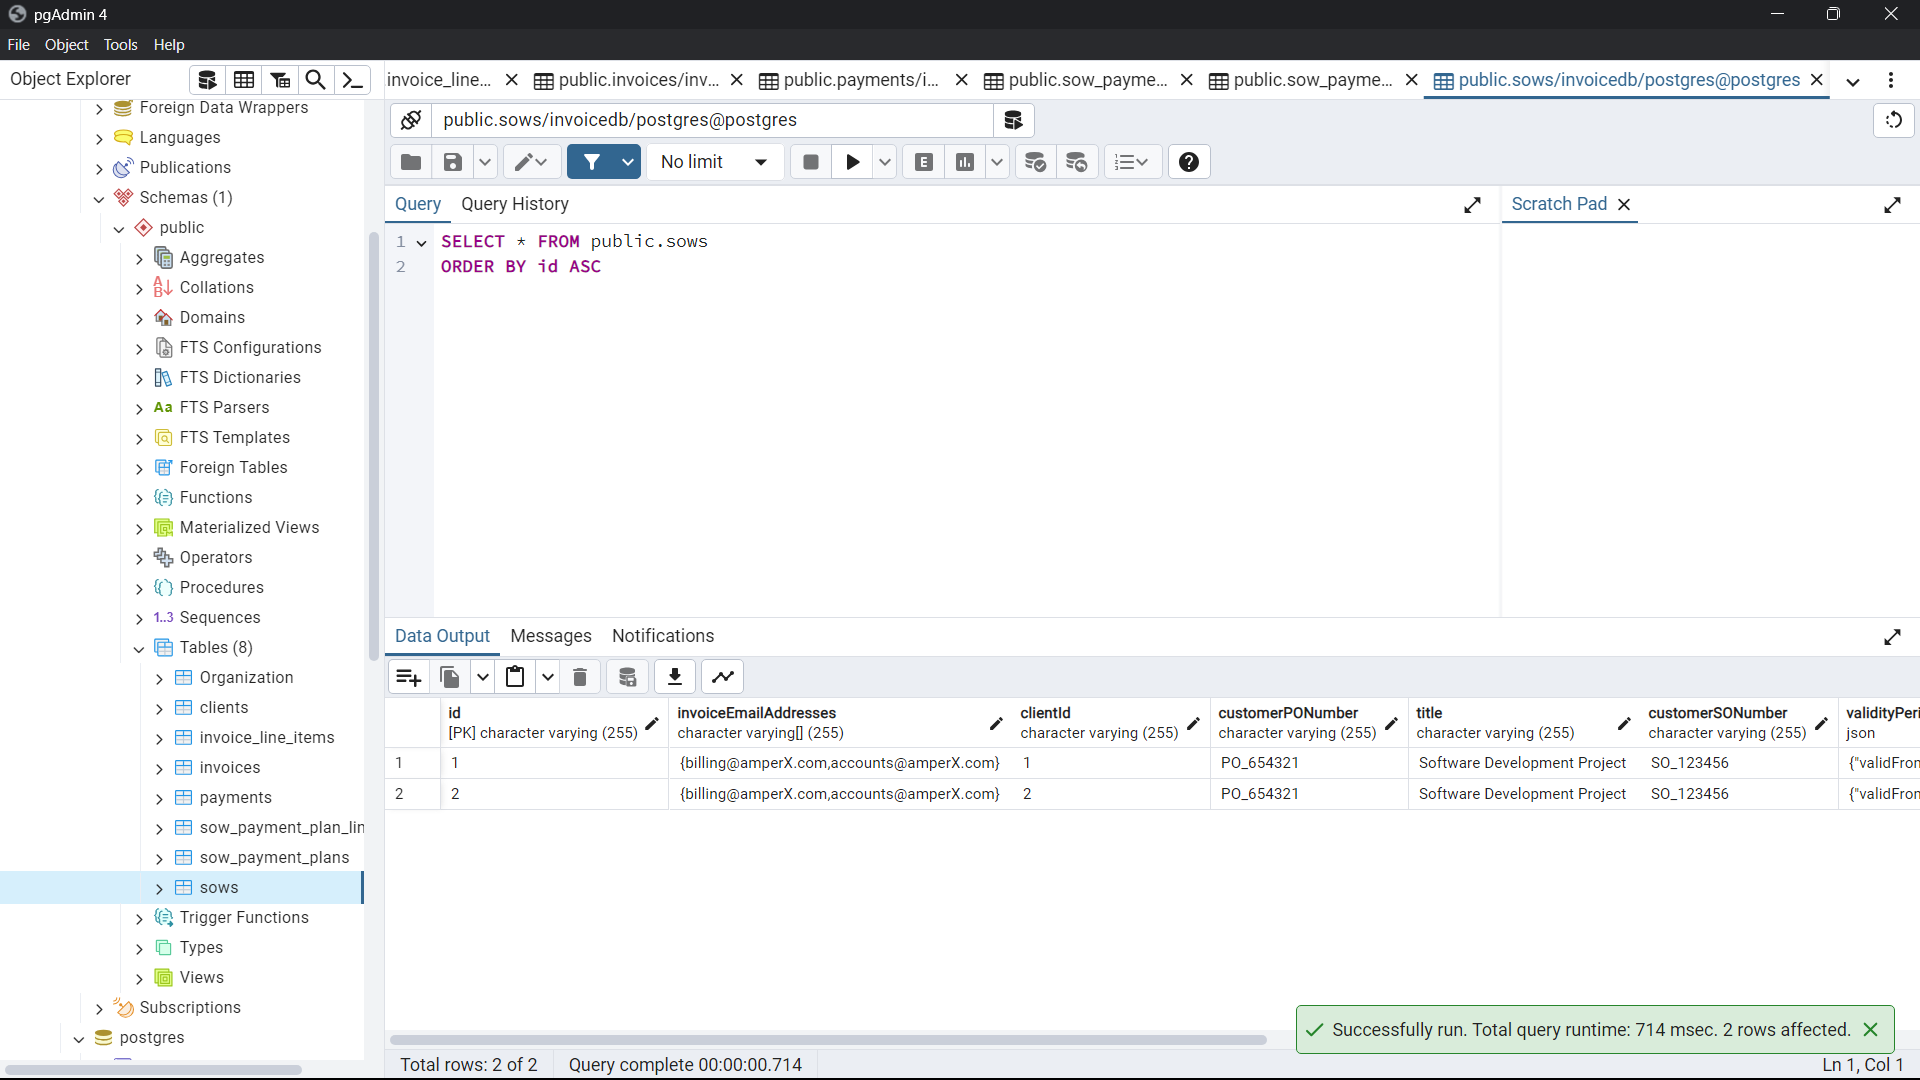 pgAdmin 4
File Object Tools Help
Object Explorer
invoice_line...
public.invoices/inv...
public.payments/i...
public.sow_payme...
public.sow_payme...
public.sows/invoicedb/postgres@postgres
public.sows/invoicedb/postgres@postgres
No limit
E
Query Query History
Scratch Pad
1 SELECT * FROM public.sows
2 ORDER BY id ASC
Foreign Data Wrappers
Languages
Publications
Schemas (1)
public
Aggregates
Collations
Domains
FTS Configurations
FTS Dictionaries
Aa FTS Parsers
FTS Templates
Foreign Tables
Functions
Materialized Views
Operators
Procedures
1..3 Sequences
Tables (8)
Organization
clients
invoice_line_items
invoices
payments
sow_payment_plan_lin
sow_payment_plans
sows
Trigger Functions
Types
Views
Subscriptions
postgres
Data Output Messages Notifications
id invoiceEmailAddresses clientId customerPONumber title customerSONumber validityPeri
[PK] character varying (255) character varying[] (255) character varying (255) character varying (255) character varying (255) character varying (255) json
1 1 {billing@amperX.com,accounts@amperX.com} 1 PO_654321 Software Development Project SO_123456 {"validFron
2 2 {billing@amperX.com,accounts@amperX.com} 2 PO_654321 Software Development Project SO_123456 {"validFron
Successfully run. Total query runtime: 714 msec. 2 rows affected.
Total rows: 2 of 2 Query complete 00:00:00.714 Ln 1, Col 1